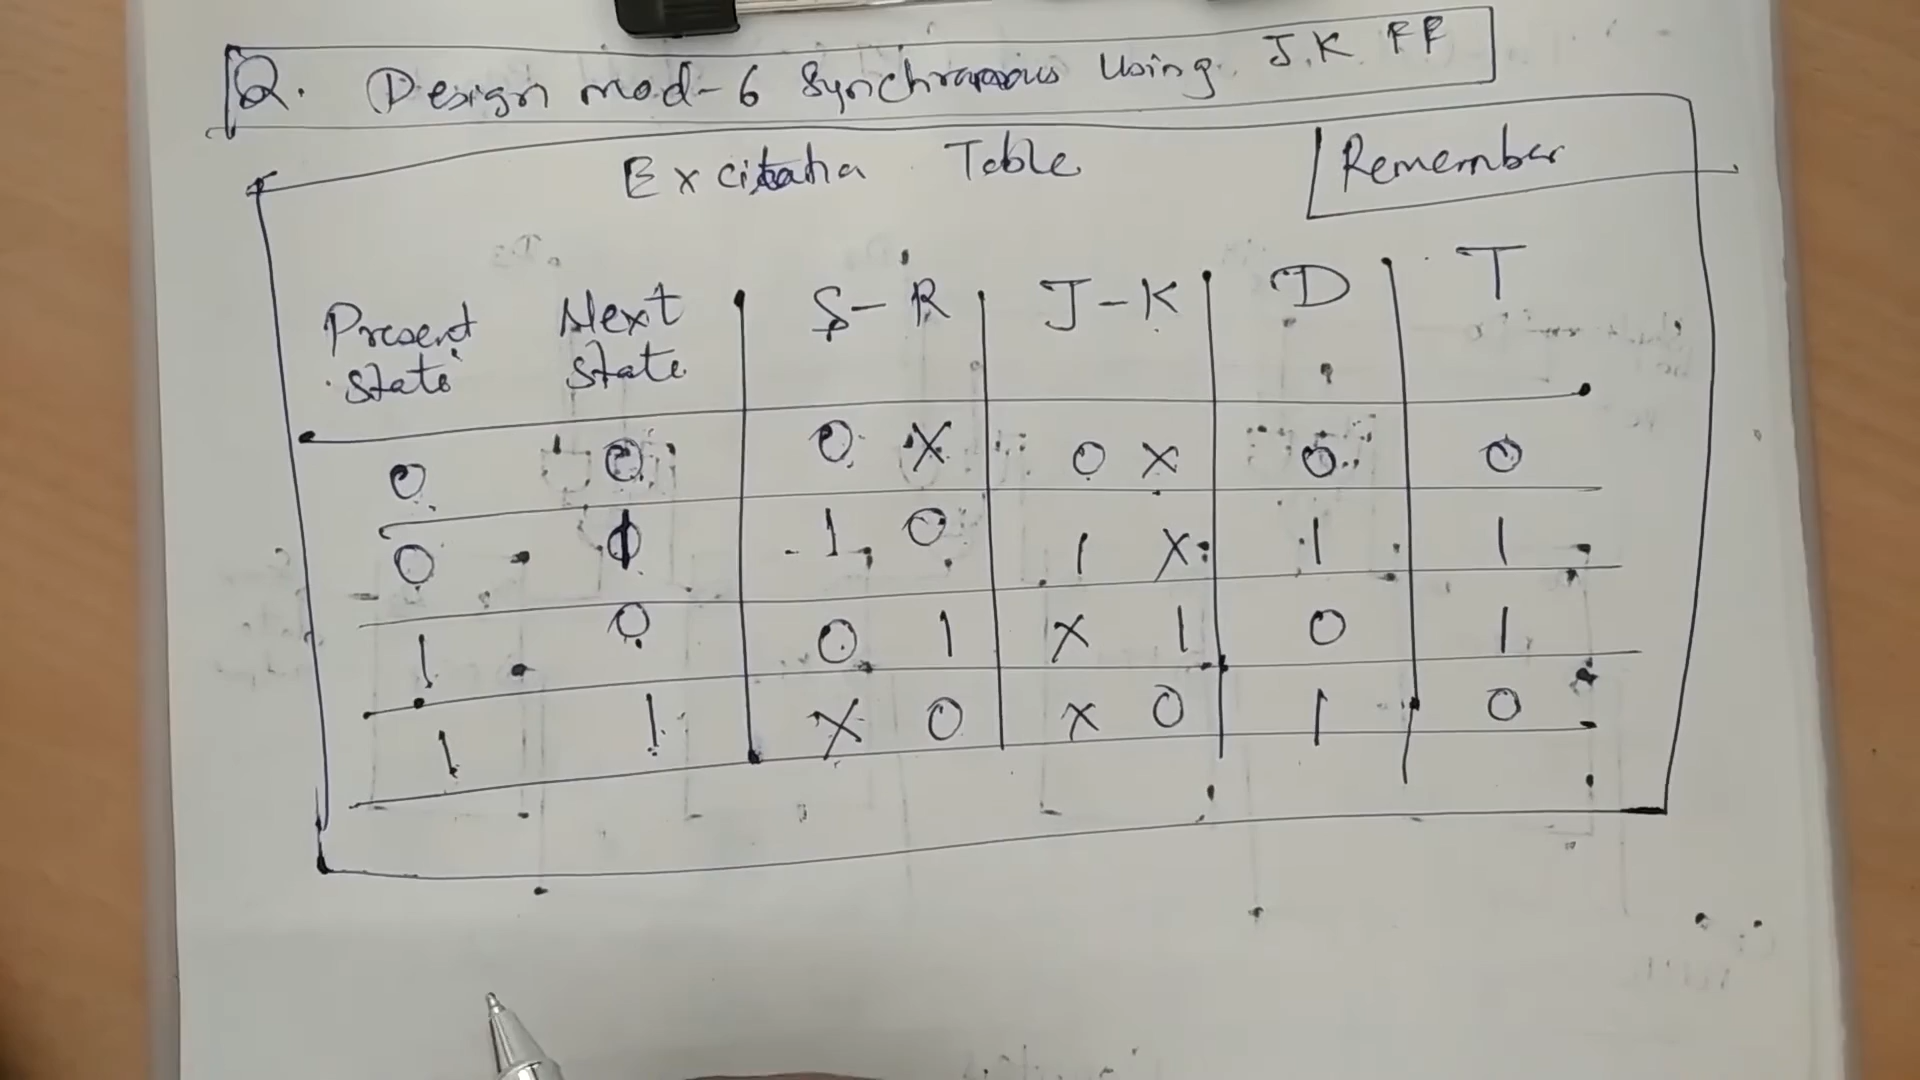 Q. Design mod-6 Synchronous Using J.K FF
Excitation Table
Remember
Present state Next state S-R J-K D T
0 0 0 X 0 X 0 0
0 1 1 0 1 X 1 1
1 0 0 1 X 1 0 1
1 1 X 0 X 0 1 0